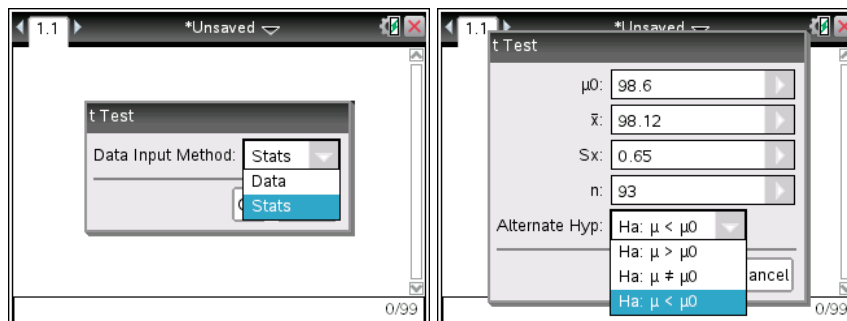 1.1 *Unsaved
t Test
Data Input Method: Stats
Data
Stats
0/99
1.1 *Unsaved
t Test
μ0: 98.6
x̄: 98.12
Sx: 0.65
n: 93
Alternate Hyp: Ha: μ < μ0
Ha: μ > μ0
Ha: μ ≠ μ0
ancel
Ha: μ < μ0
0/99